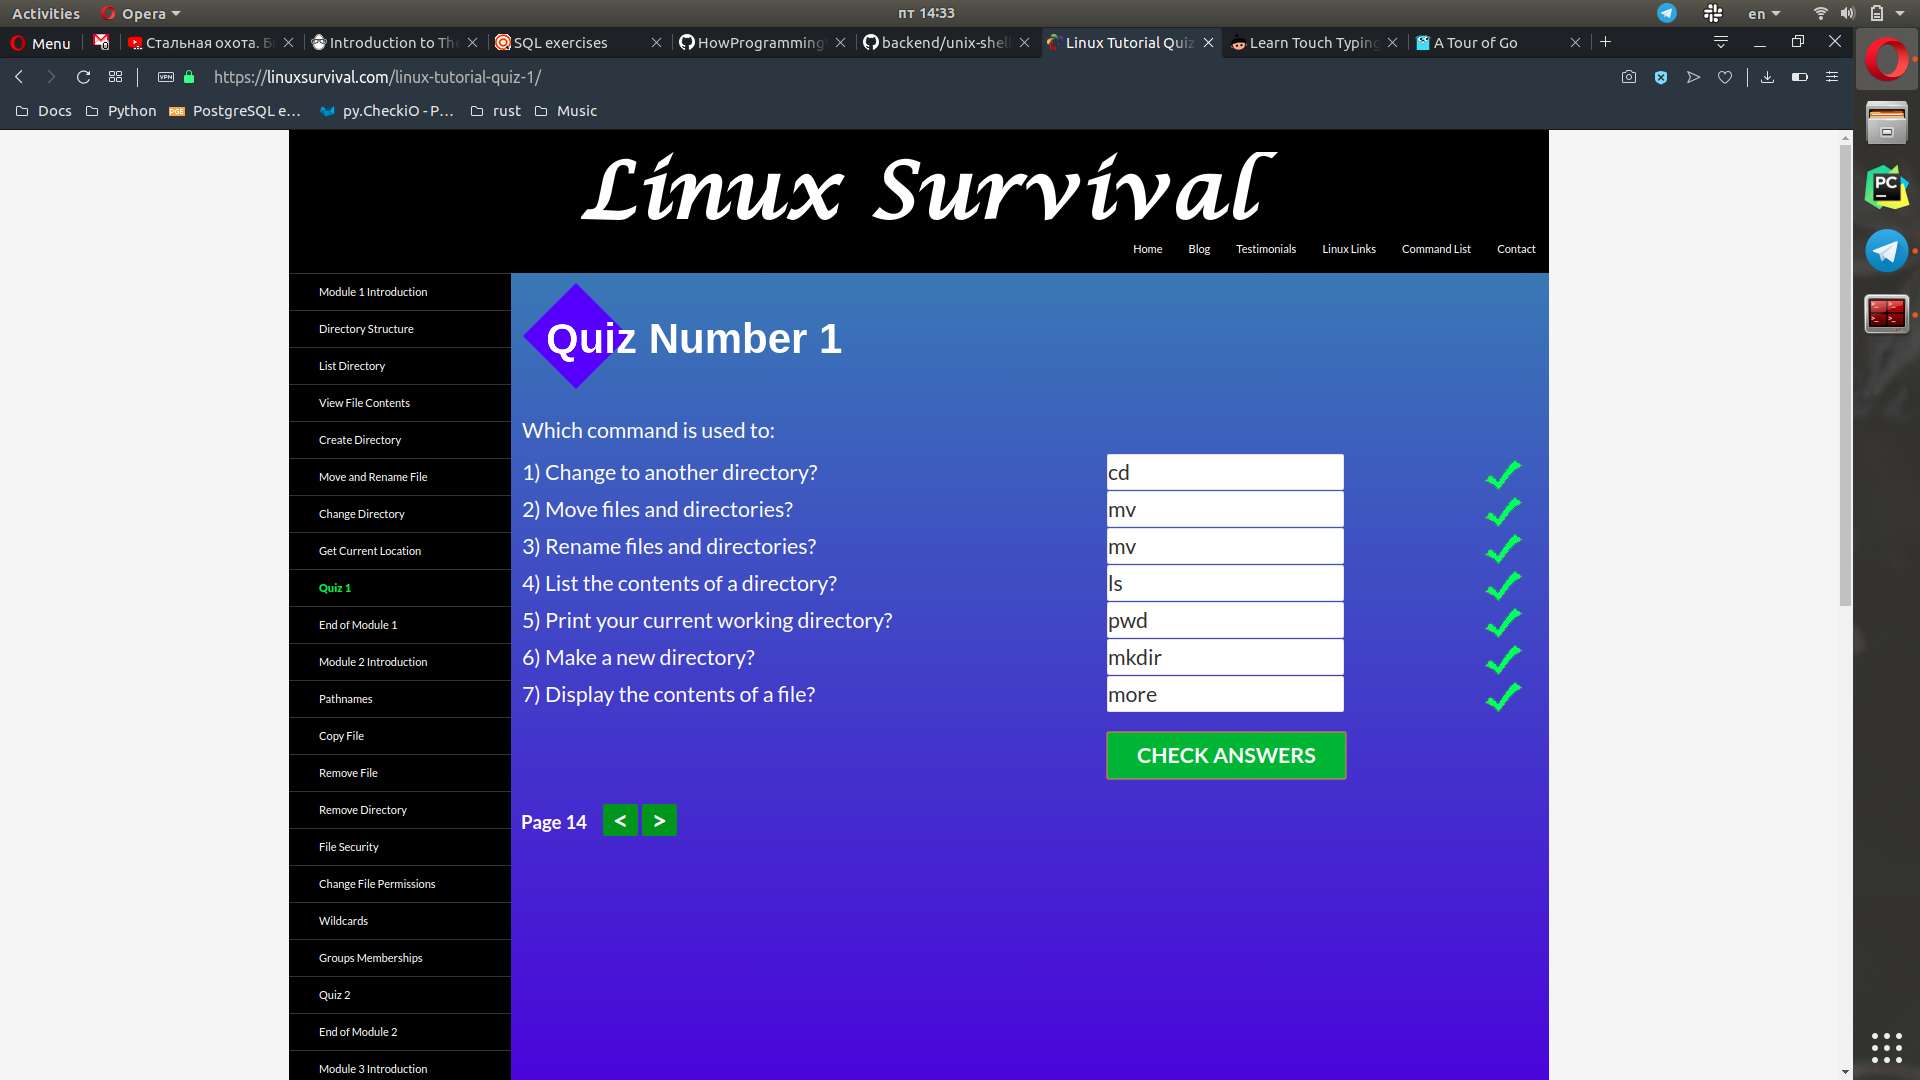 Activities Opera пт 14:33 en
Menu Стальная охота. Introduction to The SQL exercises HowProgramming backend/unix-shell Linux Tutorial Quiz Learn Touch Typing A Tour of Go
VPN https://linuxsurvival.com/linux-tutorial-quiz-1/
Docs Python PostgreSQL e... py.CheckiO - P... rust Music
Linux Survival
Home Blog Testimonials Linux Links Command List Contact
Module 1 Introduction
Directory Structure
List Directory
View File Contents
Create Directory
Move and Rename File
Change Directory
Get Current Location
Quiz 1
End of Module 1
Module 2 Introduction
Pathnames
Copy File
Remove File
Remove Directory
File Security
Change File Permissions
Wildcards
Groups Memberships
Quiz 2
End of Module 2
Module 3 Introduction
Quiz Number 1
Which command is used to:
1) Change to another directory? cd
2) Move files and directories? mv
3) Rename files and directories? mv
4) List the contents of a directory? ls
5) Print your current working directory? pwd
6) Make a new directory? mkdir
7) Display the contents of a file? more
CHECK ANSWERS
Page 14 < >
PC